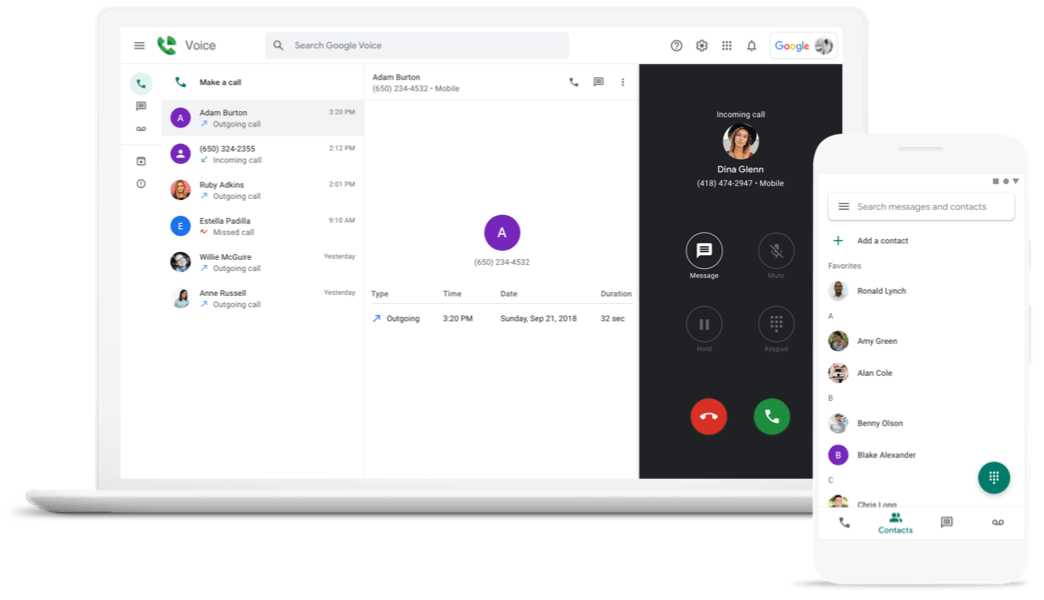 Voice
Search Google Voice
Google
Make a call
Adam Burton
3:20 PM
Outgoing call
(650) 324-2355
2:12 PM
Incoming call
Ruby Adkins
2:01 PM
Outgoing call
Estella Padilla
9:10 AM
Missed call
Willie McGuire
Yesterday
Outgoing call
Anne Russell
Yesterday
Outgoing call
Adam Burton
(650) 234-4532 • Mobile
(650) 234-4532
Type Time Date Duration
Outgoing 3:20 PM Sunday, Sep 21, 2018 32 sec
Incoming call
Dina Glenn
(418) 474-2947 • Mobile
Message
Mute
Hold
Keypad
Search messages and contacts
Add a contact
Favorites
Ronald Lynch
A
Amy Green
Alan Cole
B
Benny Olson
Blake Alexander
C
Chris Long
Contacts
A
E
A
B